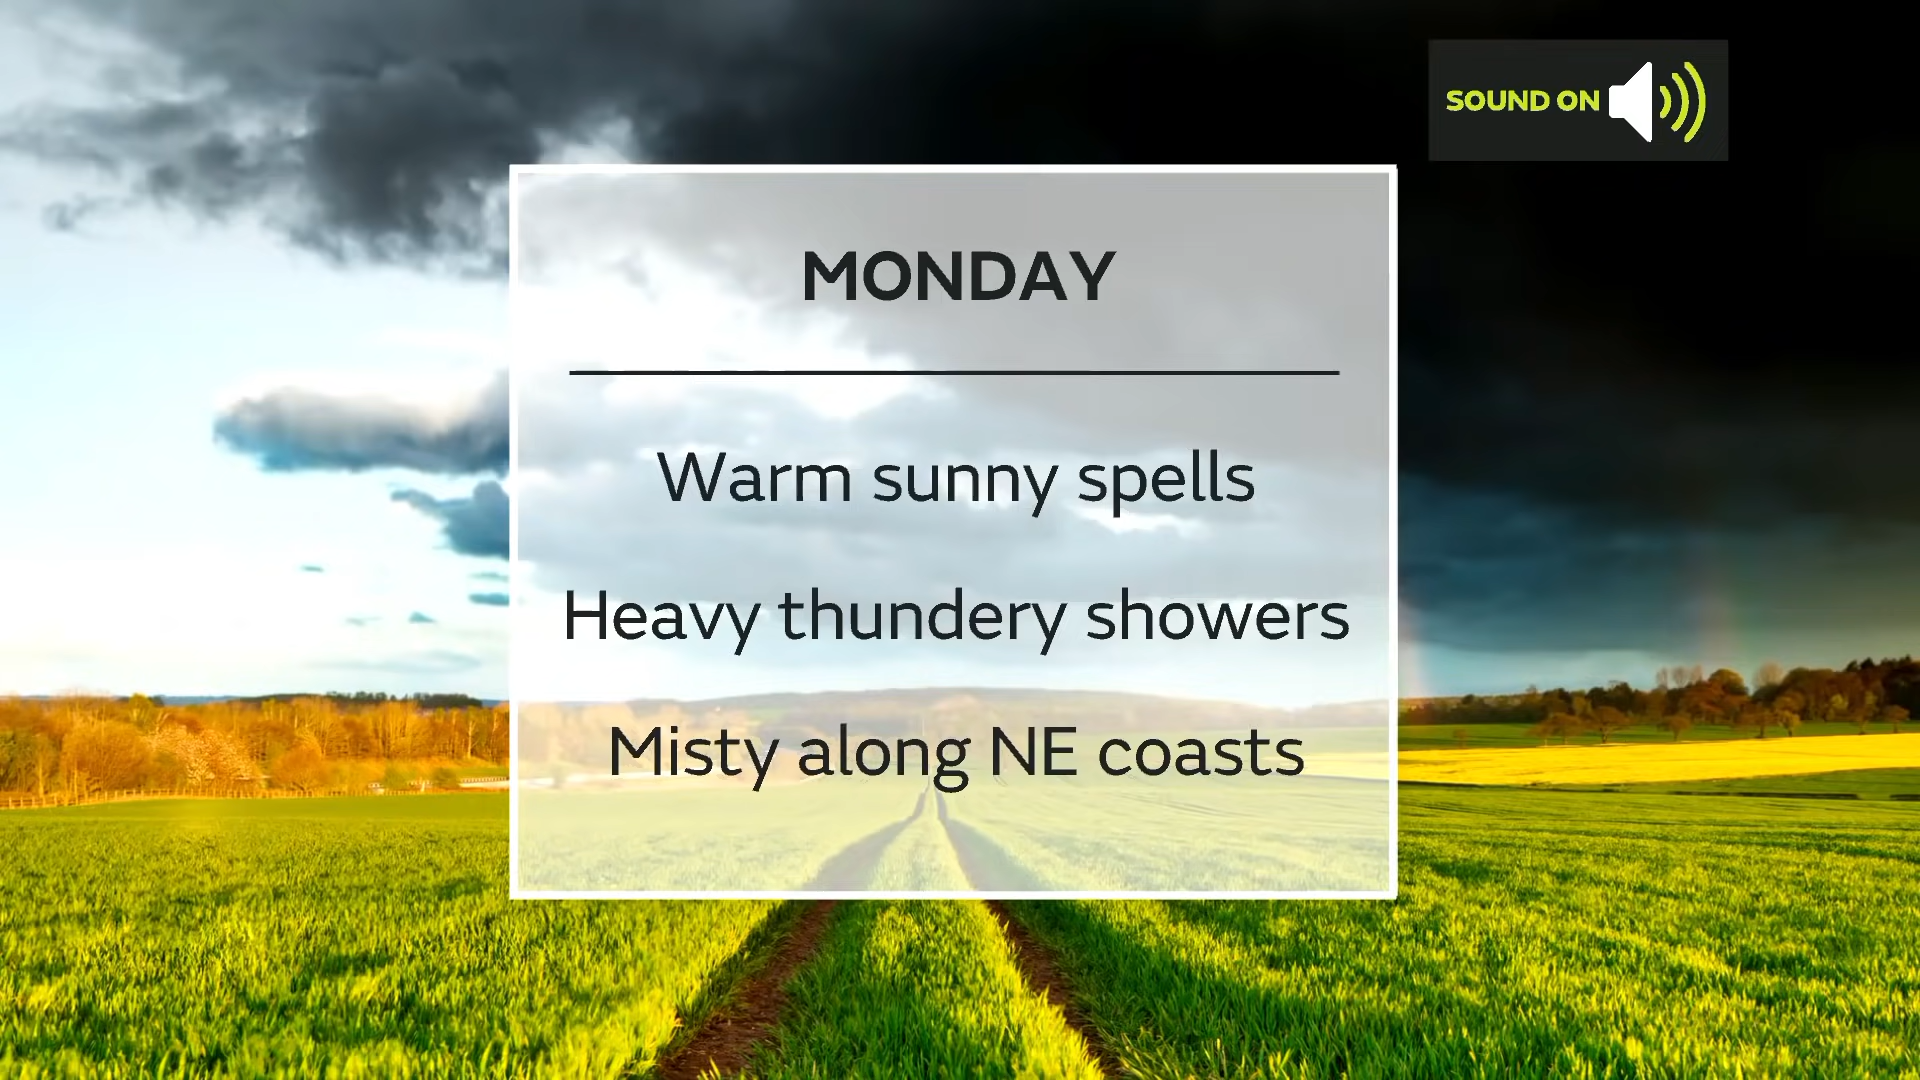 SOUND ON
MONDAY
Warm sunny spells
Heavy thundery showers
Misty along NE coasts